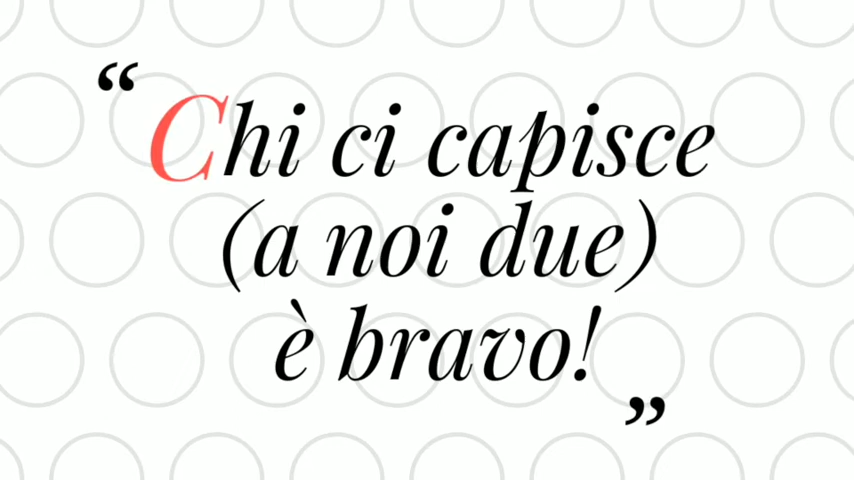 “Chi ci capisce
(a noi due)
è bravo!”